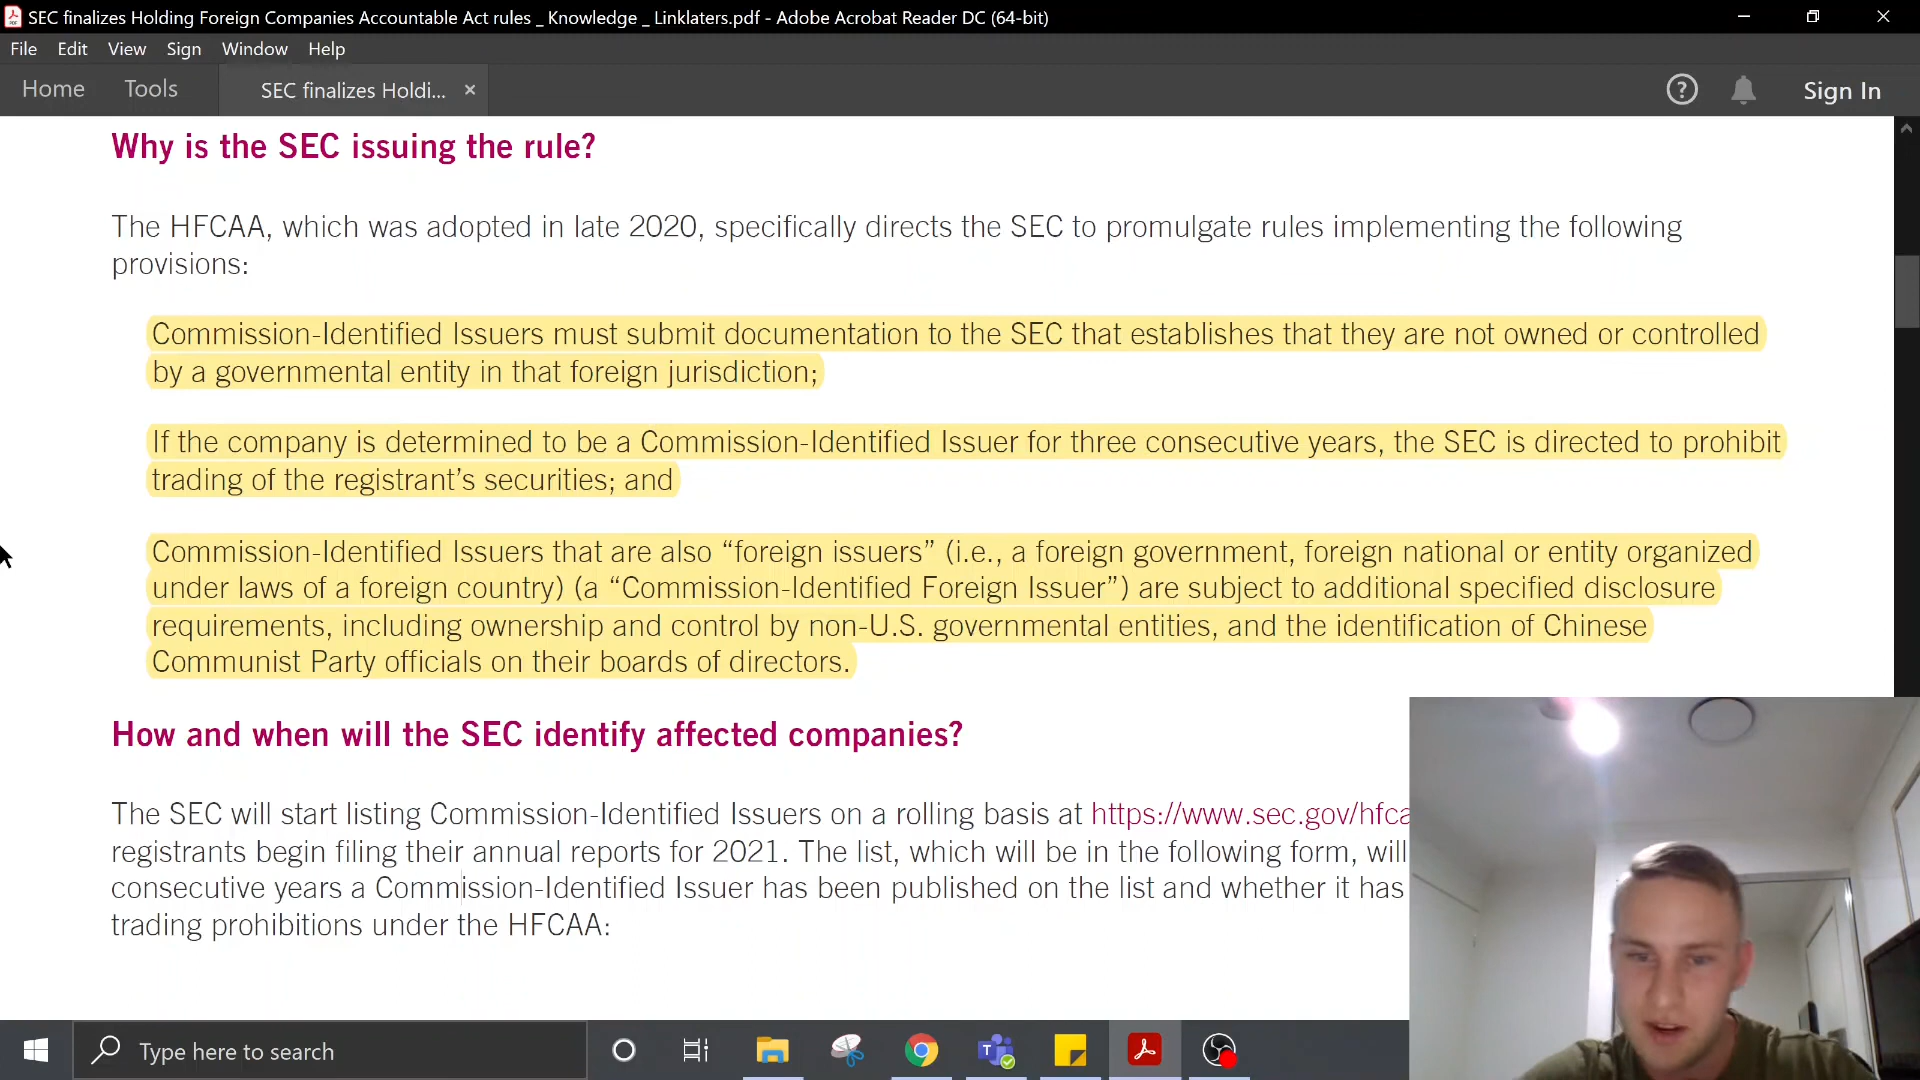 SEC finalizes Holding Foreign Companies Accountable Act rules _ Knowledge _ Linklaters.pdf - Adobe Acrobat Reader DC (64-bit)
File Edit View Sign Window Help
Home Tools SEC finalizes Holdi... × ? Sign In
Why is the SEC issuing the rule?
The HFCAA, which was adopted in late 2020, specifically directs the SEC to promulgate rules implementing the following
provisions:
Commission-Identified Issuers must submit documentation to the SEC that establishes that they are not owned or controlled
by a governmental entity in that foreign jurisdiction;
If the company is determined to be a Commission-Identified Issuer for three consecutive years, the SEC is directed to prohibit
trading of the registrant’s securities; and
Commission-Identified Issuers that are also “foreign issuers” (i.e., a foreign government, foreign national or entity organized
under laws of a foreign country) (a “Commission-Identified Foreign Issuer”) are subject to additional specified disclosure
requirements, including ownership and control by non-U.S. governmental entities, and the identification of Chinese
Communist Party officials on their boards of directors.
How and when will the SEC identify affected companies?
The SEC will start listing Commission-Identified Issuers on a rolling basis at https://www.sec.gov/hfca
registrants begin filing their annual reports for 2021. The list, which will be in the following form, will
consecutive years a Commission-Identified Issuer has been published on the list and whether it has
trading prohibitions under the HFCAA:
Type here to search